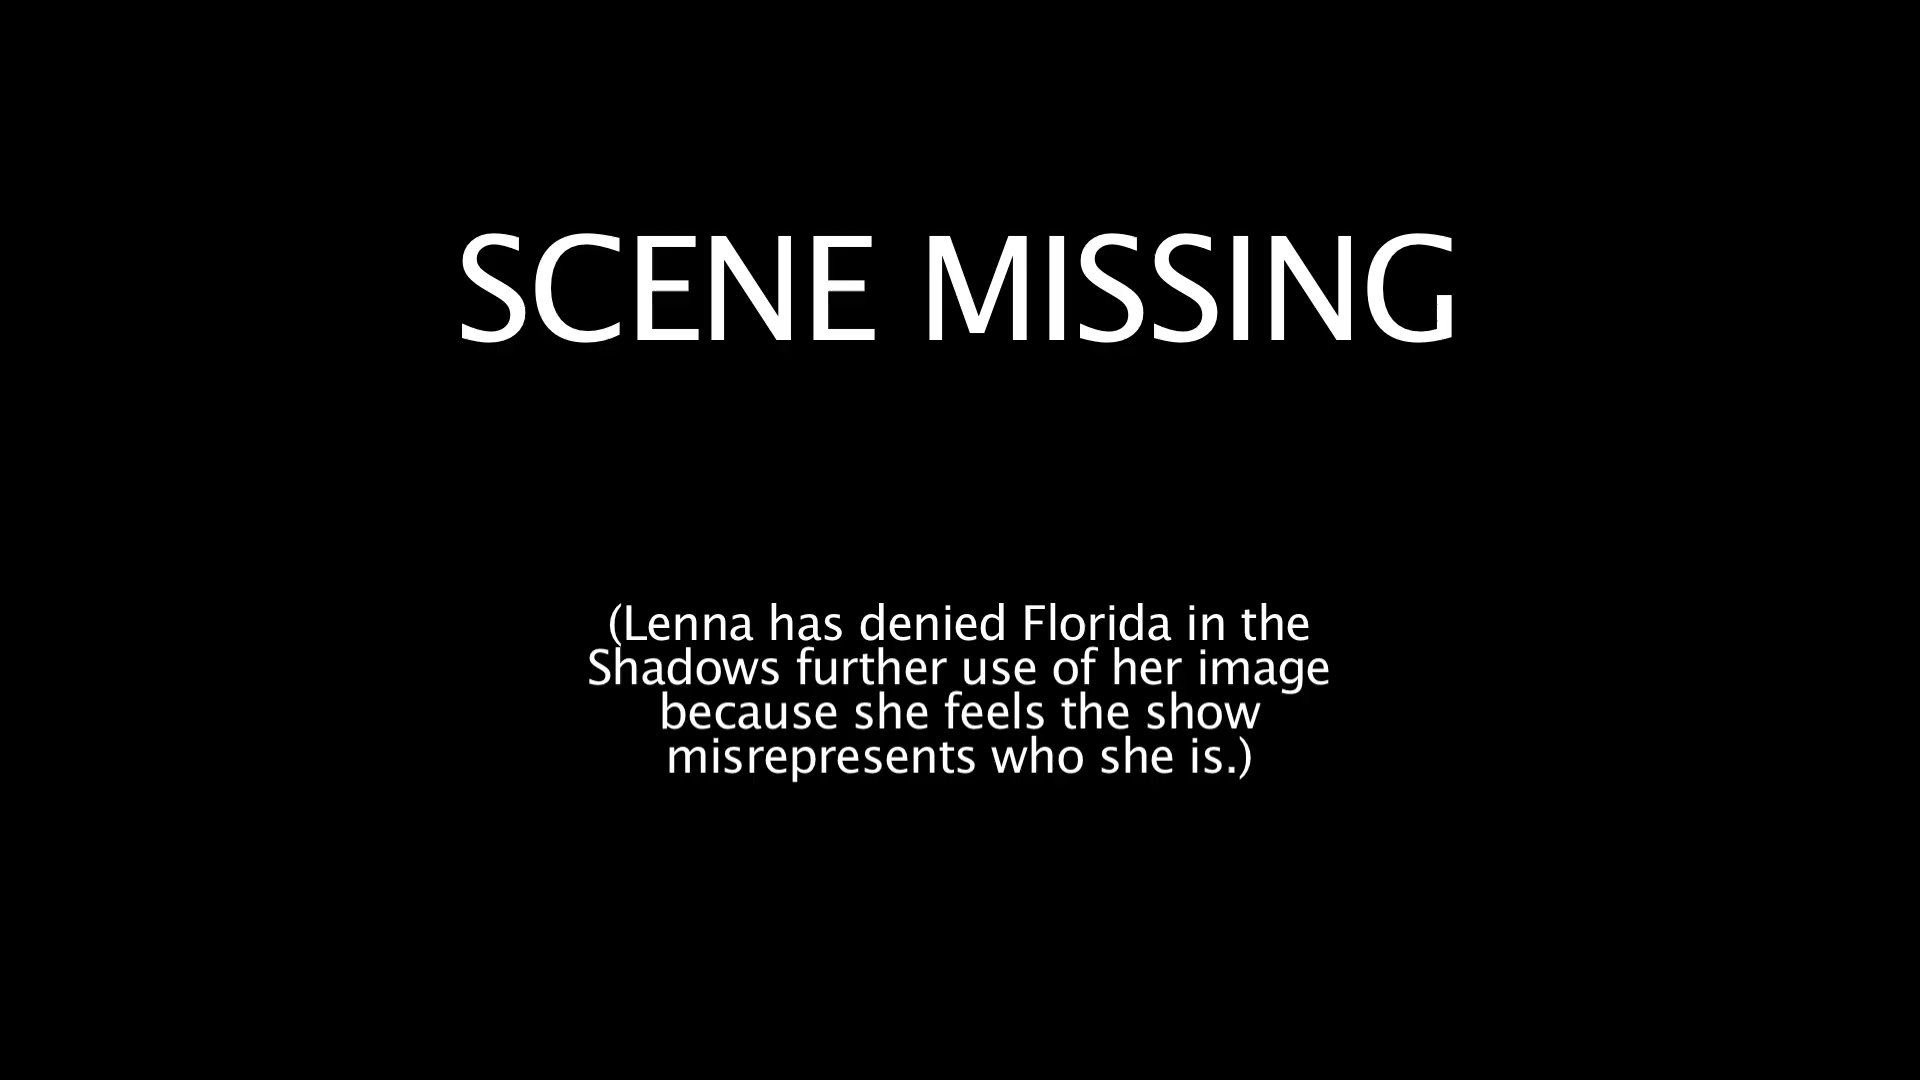 SCENE MISSING
(Lenna has denied Florida in the
Shadows further use of her image
because she feels the show
misrepresents who she is.)